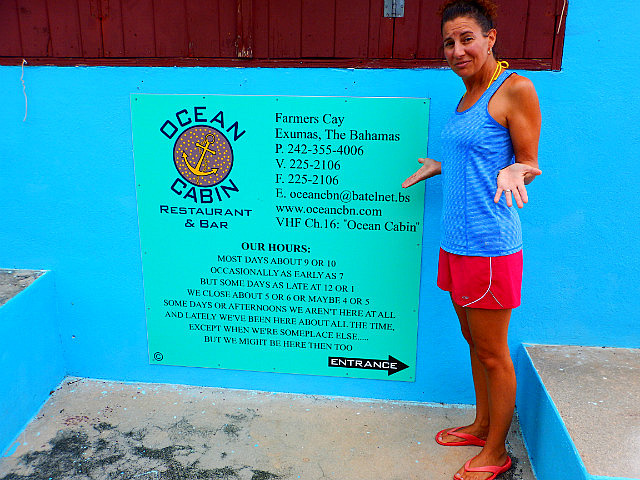 OCEAN
CABIN
RESTAURANT
& BAR
Farmers Cay
Exumas, The Bahamas
P. 242-355-4006
V. 225-2106
F. 225-2106
E. oceancbn@batelnet.bs
www.oceancbn.com
VHF Ch.16: "Ocean Cabin"
OUR HOURS:
MOST DAYS ABOUT 9 OR 10
OCCASIONALLY AS EARLY AS 7
BUT SOME DAYS AS LATE AT 12 OR 1
WE CLOSE ABOUT 5 OR 6 OR MAYBE 4 OR 5
SOME DAYS OR AFTERNOONS WE AREN'T HERE AT ALL
AND LATELY WE'VE BEEN HERE ABOUT ALL THE TIME,
EXCEPT WHEN WE'RE SOMEPLACE ELSE.....
BUT WE MIGHT BE HERE THEN TOO
©
ENTRANCE